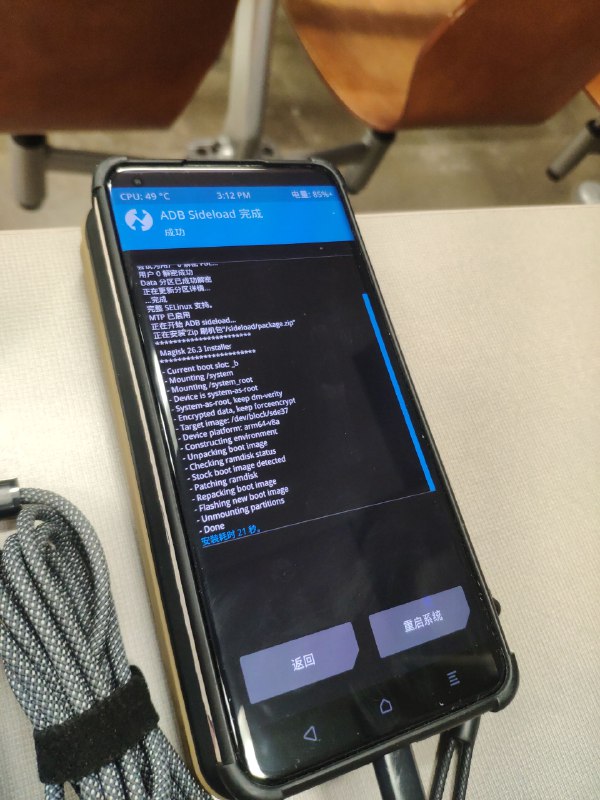 CPU: 49 °C 3:12 PM 电量: 85%+
ADB Sideload 完成
成功
用户 0 解密成功
Data 分区已成功解密
正在更新分区详情...
...完成
完整 SELinux 支持。
MTP 已启用
正在开始 ADB sideload...
正在安装"Zip 刷机包"/sideload/package.zip"
**********************
Magisk 26.3 Installer
**********************
- Current boot slot: _b
- Mounting /system
- Mounting /system_root
- Device is system-as-root
- System-as-root, keep dm-verity
- Encrypted data, keep forceencrypt
- Target image: /dev/block/sde37
- Device platform: arm64-v8a
- Constructing environment
- Unpacking boot image
- Checking ramdisk status
- Stock boot image detected
- Patching ramdisk
- Repacking boot image
- Flashing new boot image
- Unmounting partitions
- Done
安装耗时 21 秒。
返回 重启系统